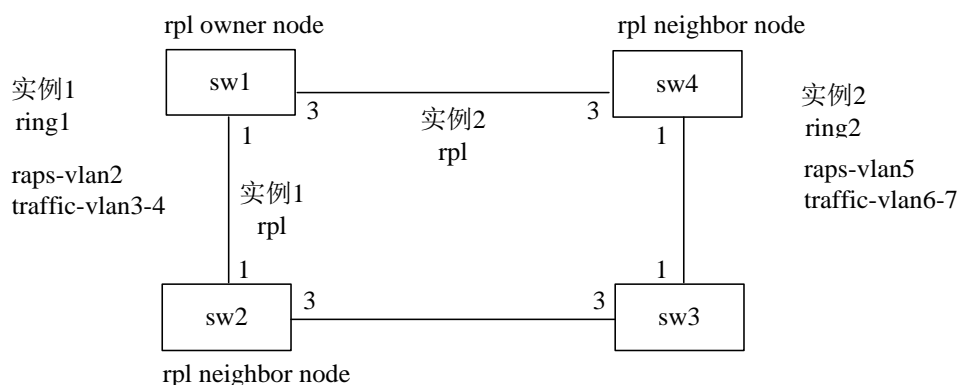 rpl owner node
rpl neighbor node
sw1
sw4
实例1
ring1
3
3
实例2
rpl
实例2
ring2
1
1
raps-vlan2
traffic-vlan3-4
实例1
rpl
raps-vlan5
traffic-vlan6-7
1
1
sw2
3
3
sw3
rpl neighbor node